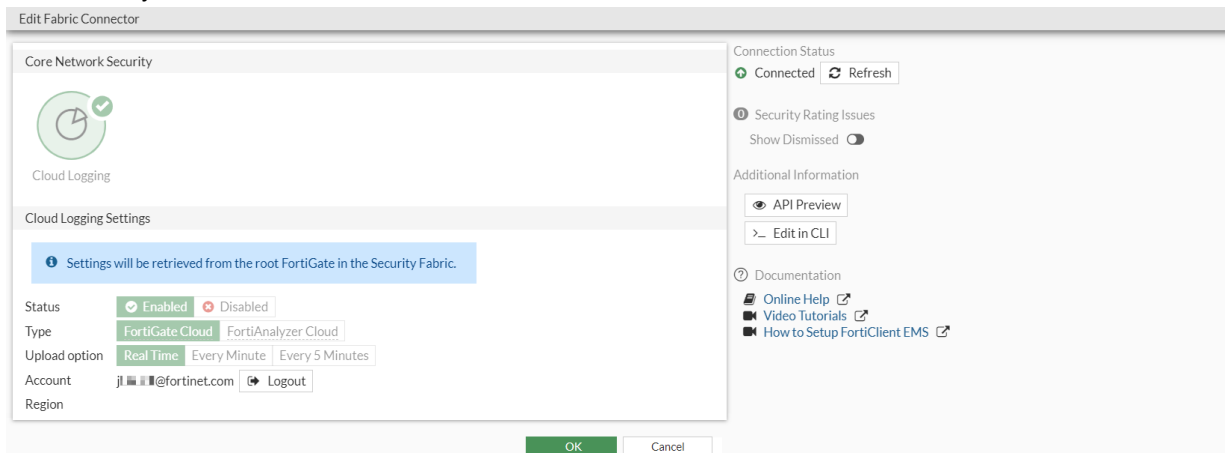 Edit Fabric Connector
Core Network Security
Cloud Logging
Cloud Logging Settings
Settings will be retrieved from the root FortiGate in the Security Fabric.
Status Enabled Disabled
Type FortiGate Cloud FortiAnalyzer Cloud
Upload option Real Time Every Minute Every 5 Minutes
Account @fortinet.com Logout
Region
OK Cancel
Connection Status
Connected Refresh
0 Security Rating Issues
Show Dismissed
Additional Information
API Preview
>_ Edit in CLI
Documentation
Online Help
Video Tutorials
How to Setup FortiClient EMS